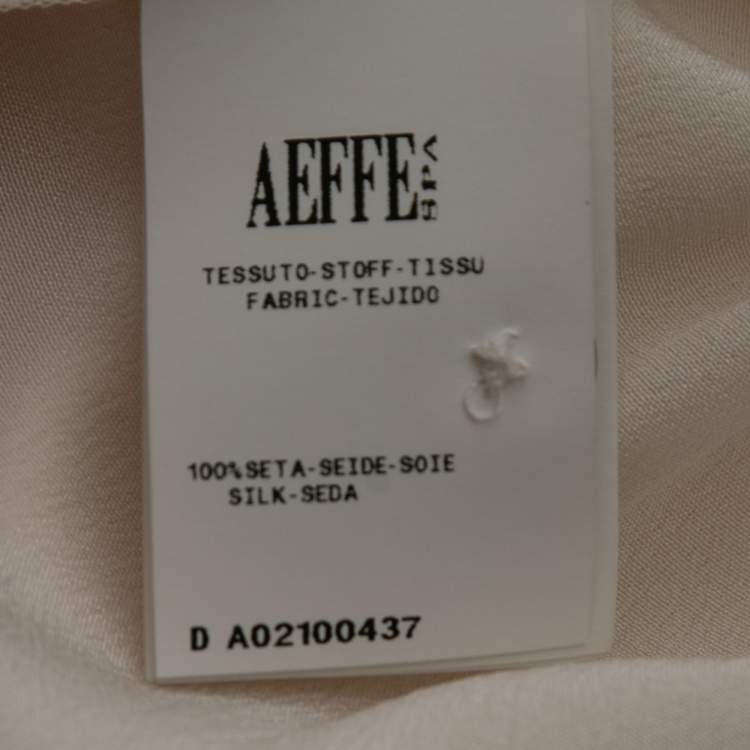 AEFFE SPA
TESSUTO-STOFF-TISSU
FABRIC-TEJIDO
100%SETA-SEIDE-SOIE
SILK-SEDA
D A02100437